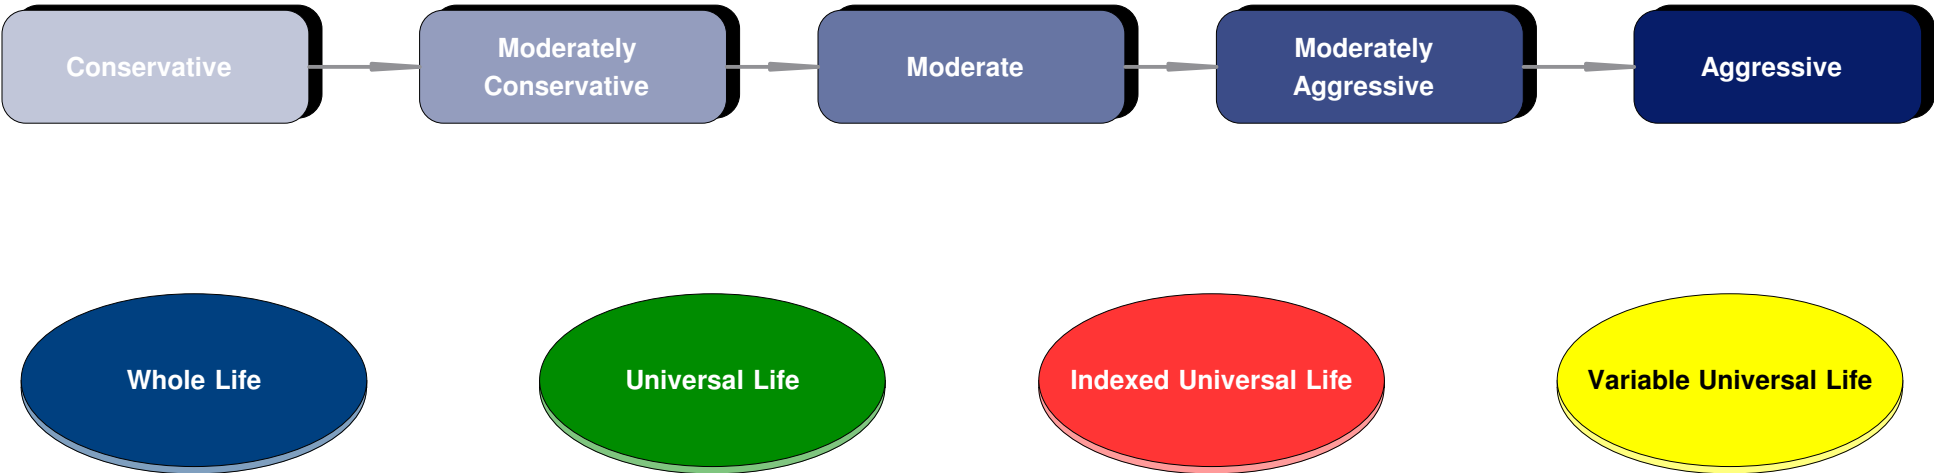 Conservative
Moderately
Conservative
Moderate
Moderately
Aggressive
Aggressive
Whole Life
Universal Life
Indexed Universal Life
Variable Universal Life